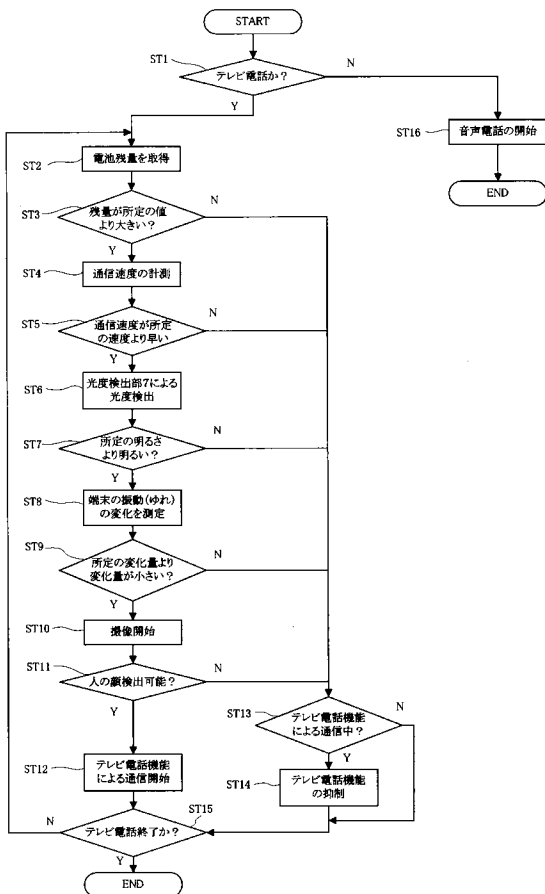 START
ST1
テレビ電話か?
N
Y
ST16
音声電話の開始
END
ST2
電池残量を取得
ST3
残量が所定の値
より大きい?
N
Y
ST4
通信速度の計測
ST5
通信速度が所定
の速度より早い
N
Y
ST6
光度検出部7による
光度検出
ST7
所定の明るさ
より明るい?
N
Y
ST8
端末の振動(ゆれ)
の変化を測定
ST9
所定の変化量より
変化量が小さい?
N
Y
ST10
撮像開始
ST11
人の顔検出可能?
N
Y
ST13
テレビ電話機能
による通信中?
N
Y
ST12
テレビ電話機能
による通信開始
ST14
テレビ電話機能
の抑制
ST15
テレビ電話終了か?
N
Y
END